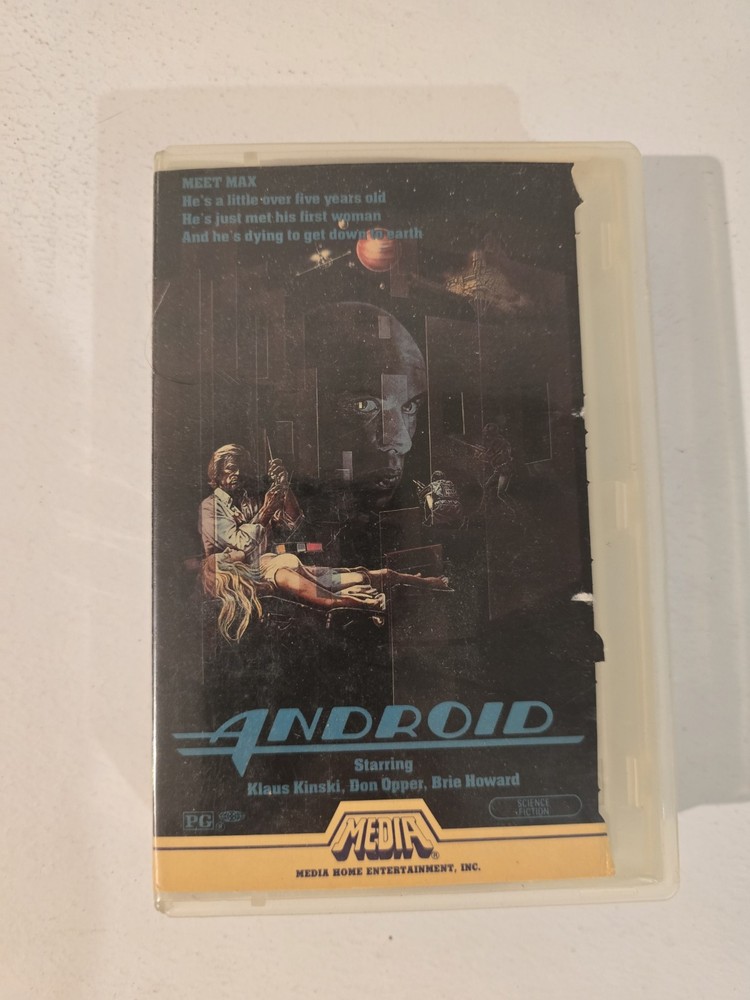 MEET MAX
He's a little over five years old
He's just met his first woman
And he's dying to get down to earth
ANDROID
Starring
Klaus Kinski, Don Opper, Brie Howard
PG
SCIENCE
FICTION
MEDIA®
MEDIA HOME ENTERTAINMENT, INC.